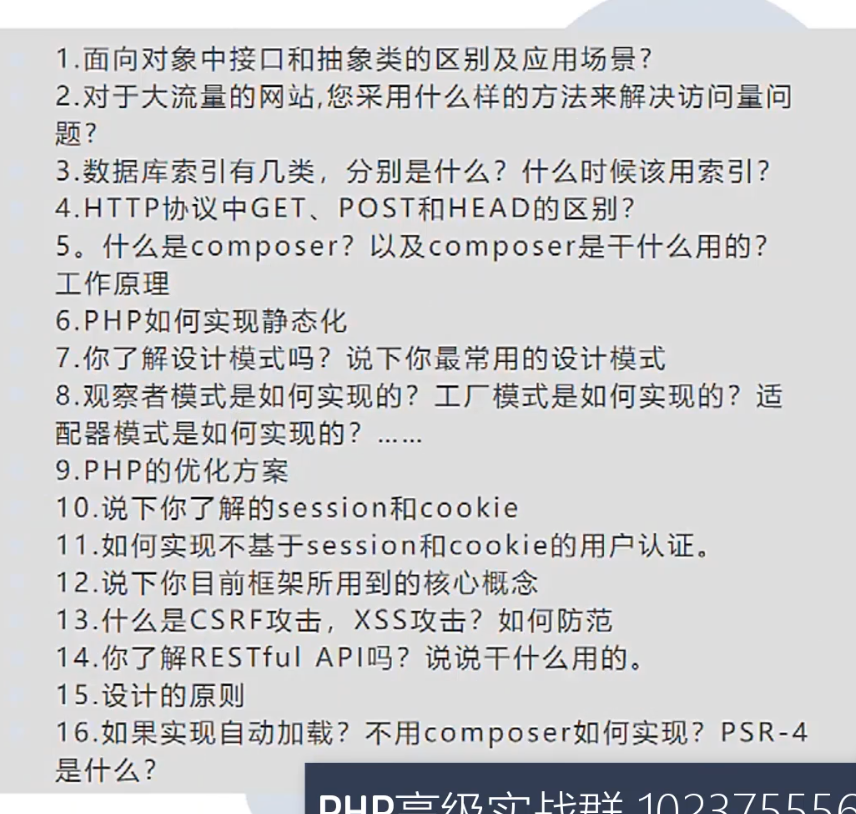 1.面向对象中接口和抽象类的区别及应用场景?
2.对于大流量的网站,您采用什么样的方法来解决访问量问
题?
3.数据库索引有几类，分别是什么？什么时候该用索引?
4.HTTP协议中GET、POST和HEAD的区别?
5。什么是composer？以及composer是干什么用的?
工作原理
6.PHP如何实现静态化
7.你了解设计模式吗？说下你最常用的设计模式
8.观察者模式是如何实现的？工厂模式是如何实现的？适
配器模式是如何实现的？……
9.PHP的优化方案
10.说下你了解的session和cookie
11.如何实现不基于session和cookie的用户认证。
12.说下你目前框架所用到的核心概念
13.什么是CSRF攻击，XSS攻击？如何防范
14.你了解RESTful API吗？说说干什么用的。
15.设计的原则
16.如果实现自动加载？不用composer如何实现？PSR-4
是什么?
PHP高级实战群 1023755556